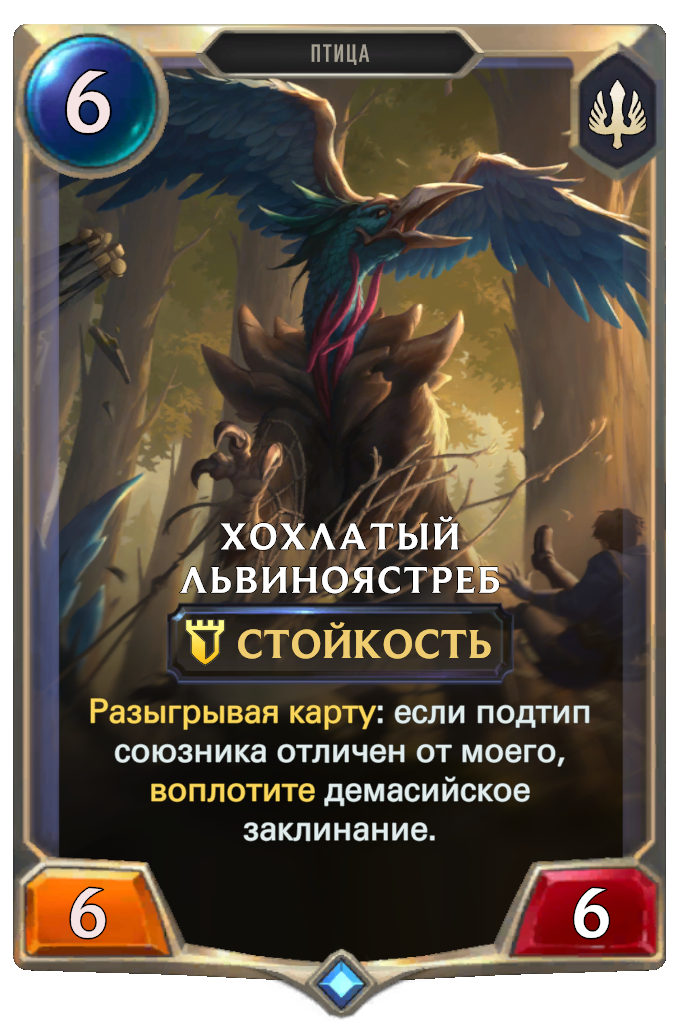 6
ПТИЦА
ХОХЛАТЫЙ
ЛЬВИНОЯСТРЕБ
СТОЙКОСТЬ
Разыгрывая карту: если подтип
союзника отличен от моего,
воплотите демасийское
заклинание.
6
6